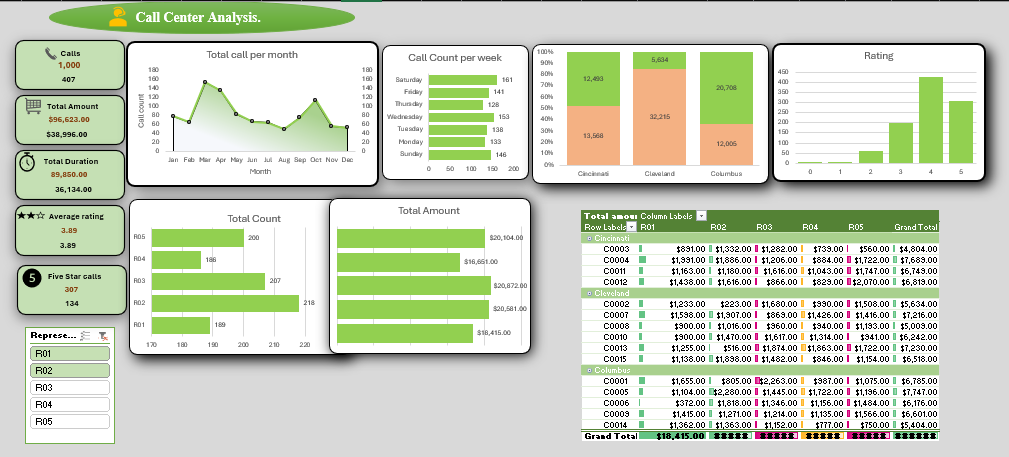 Call Center Analysis.
Calls
1,000
407
Total Amount
$96,623.00
$38,996.00
Total Duration
89,850.00
36,134.00
Average rating
3.89
3.89
5
Five Star calls
307
134
Represe...
R01
R02
R03
R04
R05
Total call per month
Call count
180
160
140
120
100
80
60
40
20
0
180
160
140
120
100
80
60
40
20
0
Jan Feb Mar Apr May Jun Jul Aug Sep Oct Nov Dec
Month
Call Count per week
Saturday 161
Friday 141
Thursday 128
Wednesday 153
Tuesday 138
Monday 133
Sunday 146
0 50 100 150 200
100%
90%
80%
70%
60%
50%
40%
30%
20%
10%
0%
12,493 5,634 20,708
13,568 32,215 12,005
Cincinnati Cleveland Columbus
Rating
450
400
350
300
250
200
150
100
50
0
0 1 2 3 4 5
Total Count
R05 200
R04 186
R03 207
R02 218
R01 189
170 180 190 200 210 220
Total Amount
$20,104.00
$16,651.00
$20,872.00
$20,581.00
$18,415.00
Total amou Column Labels
Row Labels R01 R02 R03 R04 R05 Grand Total
Cincinnati
C0003 $891.00 $1,332.00 $1,282.00 $739.00 $560.00 $4,804.00
C0004 $1,391.00 $1,886.00 $1,206.00 $884.00 $1,722.00 $7,689.00
C0011 $1,163.00 $1,180.00 $1,616.00 $1,043.00 $1,747.00 $6,749.00
C0012 $1,438.00 $1,616.00 $866.00 $829.00 $2,070.00 $6,819.00
Cleveland
C0002 $1,233.00 $223.00 $1,680.00 $990.00 $1,508.00 $5,634.00
C0007 $1,598.00 $1,907.00 $869.00 $1,426.00 $1,416.00 $7,216.00
C0008 $900.00 $1,016.00 $960.00 $940.00 $1,193.00 $5,009.00
C0010 $900.00 $1,470.00 $1,617.00 $1,314.00 $941.00 $6,242.00
C0013 $1,255.00 $516.00 $1,874.00 $1,863.00 $1,722.00 $7,230.00
C0015 $1,138.00 $1,898.00 $1,482.00 $846.00 $1,154.00 $6,518.00
Columbus
C0001 $1,655.00 $805.00 $2,263.00 $987.00 $1,075.00 $6,785.00
C0005 $1,104.00 $2,280.00 $1,445.00 $1,722.00 $1,196.00 $7,747.00
C0006 $372.00 $1,818.00 $1,346.00 $1,156.00 $1,484.00 $6,176.00
C0009 $1,415.00 $1,271.00 $1,214.00 $1,135.00 $1,566.00 $6,601.00
C0014 $1,362.00 $1,363.00 $1,152.00 $777.00 $750.00 $5,404.00
Grand Total $18,415.00 ##### ##### ##### ##### ######